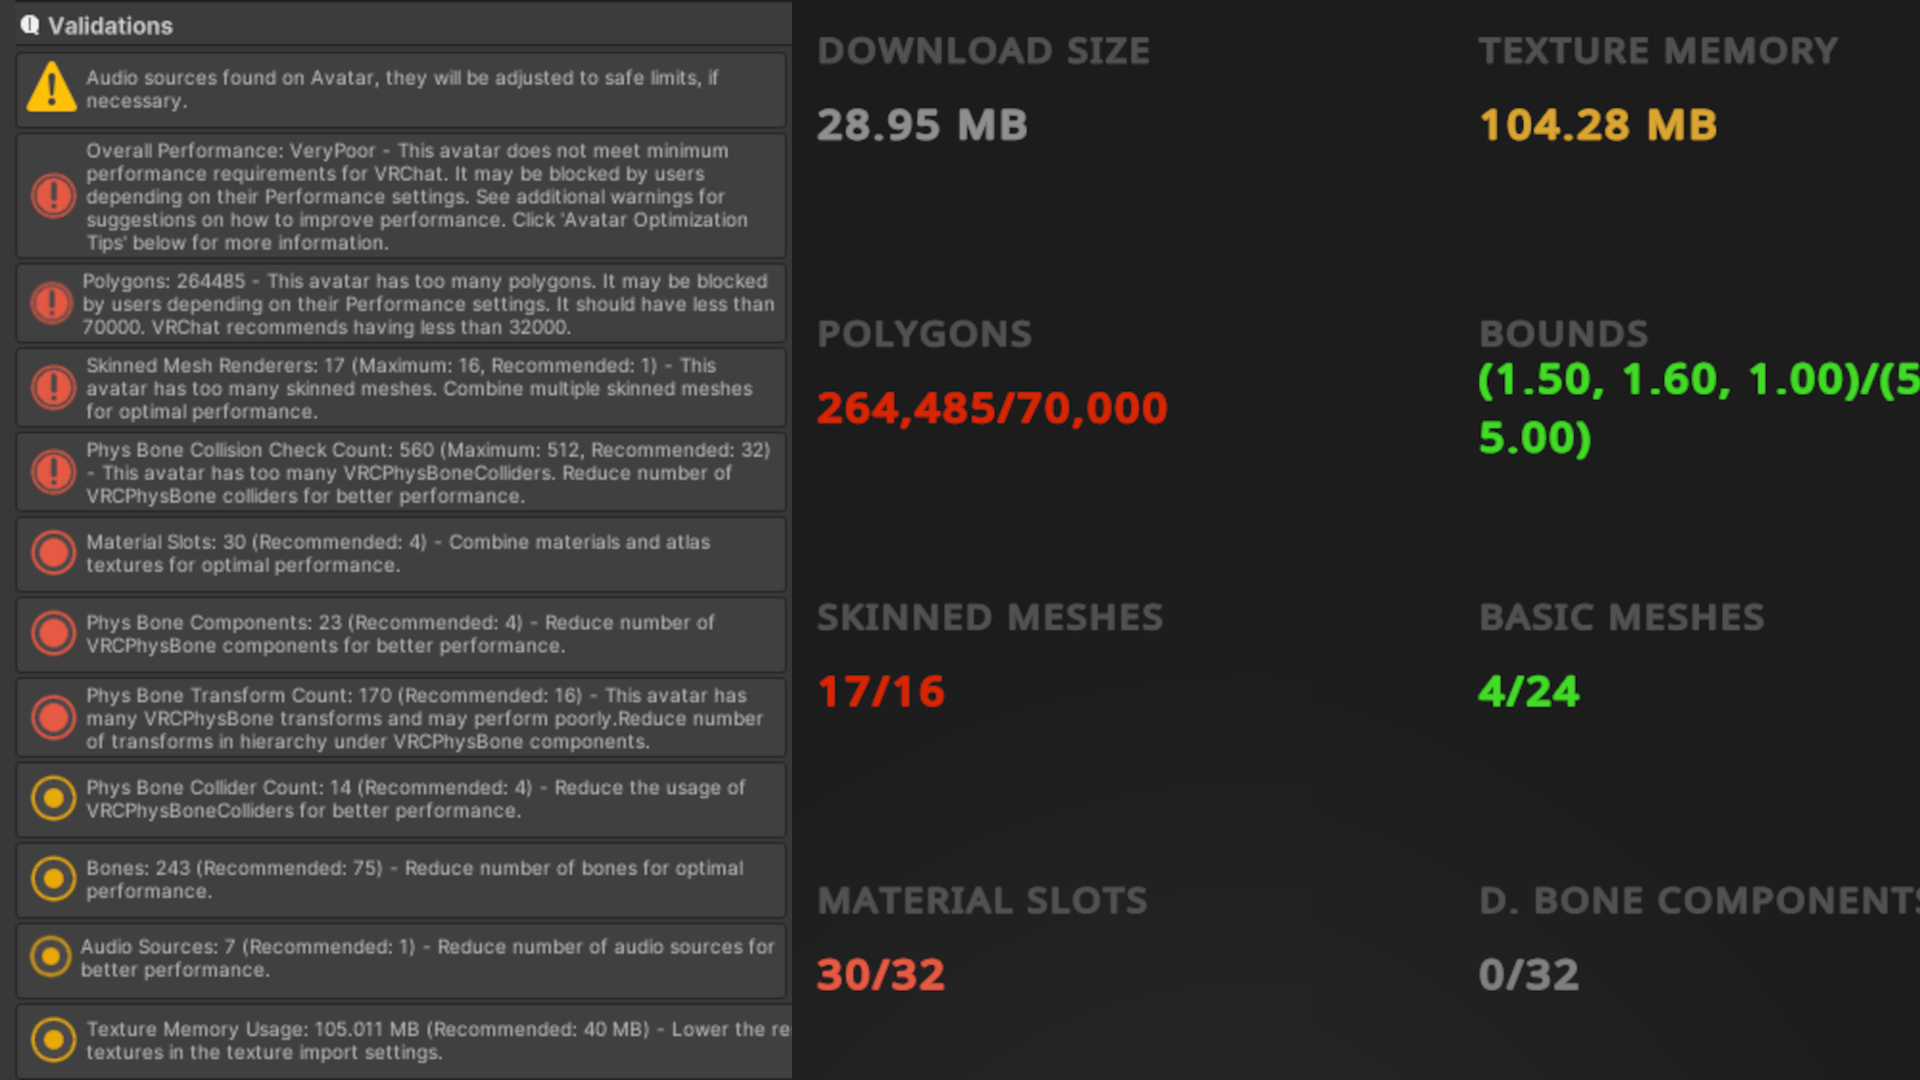 Validations
Audio sources found on Avatar, they will be adjusted to safe limits, if
necessary.
Overall Performance: VeryPoor - This avatar does not meet minimum
performance requirements for VRChat. It may be blocked by users
depending on their Performance settings. See additional warnings for
suggestions on how to improve performance. Click 'Avatar Optimization
Tips' below for more information.
Polygons: 264485 - This avatar has too many polygons. It may be blocked
by users depending on their Performance settings. It should have less than
70000. VRChat recommends having less than 32000.
Skinned Mesh Renderers: 17 (Maximum: 16, Recommended: 1) - This
avatar has too many skinned meshes. Combine multiple skinned meshes
for optimal performance.
Phys Bone Collision Check Count: 560 (Maximum: 512, Recommended: 32)
- This avatar has too many VRCPhysBoneColliders. Reduce number of
VRCPhysBone colliders for better performance.
Material Slots: 30 (Recommended: 4) - Combine materials and atlas
textures for optimal performance.
Phys Bone Components: 23 (Recommended: 4) - Reduce number of
VRCPhysBone components for better performance.
Phys Bone Transform Count: 170 (Recommended: 16) - This avatar has
many VRCPhysBone transforms and may perform poorly.Reduce number
of transforms in hierarchy under VRCPhysBone components.
Phys Bone Collider Count: 14 (Recommended: 4) - Reduce the usage of
VRCPhysBoneColliders for better performance.
Bones: 243 (Recommended: 75) - Reduce number of bones for optimal
performance.
Audio Sources: 7 (Recommended: 1) - Reduce number of audio sources for
better performance.
Texture Memory Usage: 105.011 MB (Recommended: 40 MB) - Lower the re
textures in the texture import settings.
DOWNLOAD SIZE
28.95 MB
TEXTURE MEMORY
104.28 MB
POLYGONS
264,485/70,000
BOUNDS
(1.50, 1.60, 1.00)/(5
5.00)
SKINNED MESHES
17/16
BASIC MESHES
4/24
MATERIAL SLOTS
30/32
D. BONE COMPONENTS
0/32